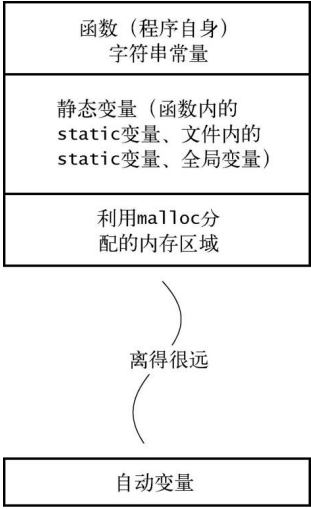 函数（程序自身）
字符串常量
静态变量（函数内的
static变量、文件内的
static变量、全局变量）
利用malloc分
配的内存区域
离得很远
自动变量